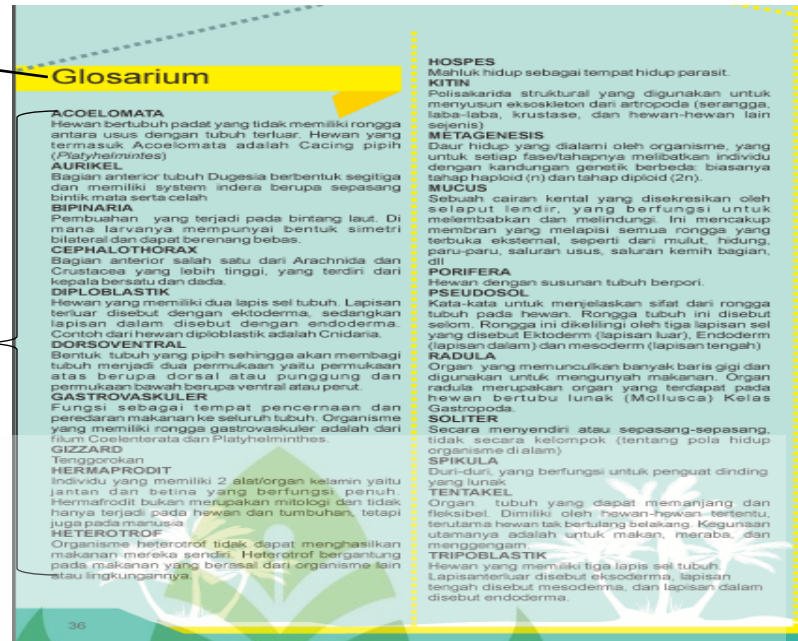 Glosarium
ACOELOMATA
Hewan bertubuh padat yang tidak memiliki rongga
antara usus dengan tubuh terluar. Hewan yang
termasuk Acoelomata adalah Cacing pipih
(Platyhelmintes)
AURIKEL
Bagian anterior tubuh Dugesia berbentuk segitiga
dan memiliki system indera berupa sepasang
bintik mata serta celah
BIPINARIA
Pembuahan yang terjadi pada bintang laut. Di
mana larvanya mempunyai bentuk simetri
bilateral dan dapat berenang bebas.
CEPHALOTHORAX
Bagian anterior salah satu dari Arachnida dan
Crustacea yang lebih tinggi, yang terdiri dari
kepala bersatu dan dada.
DIPLOBLASTIK
Hewan yang memiliki dua lapis sel tubuh. Lapisan
terluar disebut dengan ektoderma, sedangkan
lapisan dalam disebut dengan endoderma.
Contoh dari hewan diploblastik adalah Cnidaria.
DORSOVENTRAL
Bentuk tubuh yang pipih sehingga akan membagi
tubuh menjadi dua permukaan yaitu permukaan
atas berupa dorsal atau punggung dan
permukaan bawah berupa ventral atau perut.
GASTROVASKULER
Fungsi sebagai tempat pencernaan dan
peredaran makanan ke seluruh tubuh. Organisme
yang memiliki rongga gastrovaskuler adalah dari
filum Coelenterata dan Platyhelminthes.
GIZZARD
Tenggorokan
HERMAPRODIT
Individu yang memiliki 2 alat/organ kelamin yaitu
jantan dan betina yang berfungsi penuh.
Hermafrodit bukan merupakan mitologi dan tidak
hanya terjadi pada hewan dan tumbuhan, tetapi
juga pada manusia
HETEROTROF
Organisme heterotrof tidak dapat menghasilkan
makanan mereka sendiri. Heterotrof bergantung
pada makanan yang berasal dari organisme lain
atau lingkungannya.
36
HOSPES
Mahluk hidup sebagai tempat hidup parasit.
KITIN
Polisakarida struktural yang digunakan untuk
menyusun eksoskleton dari artropoda (serangga,
laba-laba, krustase, dan hewan-hewan lain
sejenis)
METAGENESIS
Daur hidup yang dialami oleh organisme, yang
untuk setiap fase/tahapnya melibatkan individu
dengan kandungan genetik berbeda: biasanya
tahap haploid (n) dan tahap diploid (2n).
MUCUS
Sebuah cairan kental yang disekresikan oleh
selaput lendir, yang berfungsi untuk
melembabkan dan melindungi. Ini mencakup
membran yang melapisi semua rongga yang
terbuka eksternal, seperti dari mulut, hidung,
paru-paru, saluran usus, saluran kemih bagian,
dll
PORIFERA
Hewan dengan susunan tubuh berpori.
PSEUDOSOL
Kata-kata untuk menjelaskan sifat dari rongga
tubuh pada hewan. Rongga tubuh ini disebut
selom. Rongga ini dikelilingi oleh tiga lapisan sel
yang disebut Ektoderm (lapisan luar), Endoderm
(lapisan dalam) dan mesoderm (lapisan tengah)
RADULA
Organ yang memunculkan banyak baris gigi dan
digunakan untuk mengunyah makanan. Organ
radula merupakan organ yang terdapat pada
hewan bertubu lunak (Mollusca) Kelas
Gastropoda.
SOLITER
Secara menyendiri atau sepasang-sepasang,
tidak secara kelompok (tentang pola hidup
organisme di alam)
SPIKULA
Duri-duri, yang berfungsi untuk penguat dinding
yang lunak
TENTAKEL
Organ tubuh yang dapat memanjang dan
fleksibel. Dimiliki oleh hewan-hewan tertentu,
terutama hewan tak bertulang belakang. Kegunaan
utamanya adalah untuk makan, meraba, dan
menggengam.
TRIPOBLASTIK
Hewan yang memiliki tiga lapis sel tubuh.
Lapisanterluar disebut eksoderma, lapisan
tengah disebut mesoderma, dan lapisan dalam
disebut endoderma.